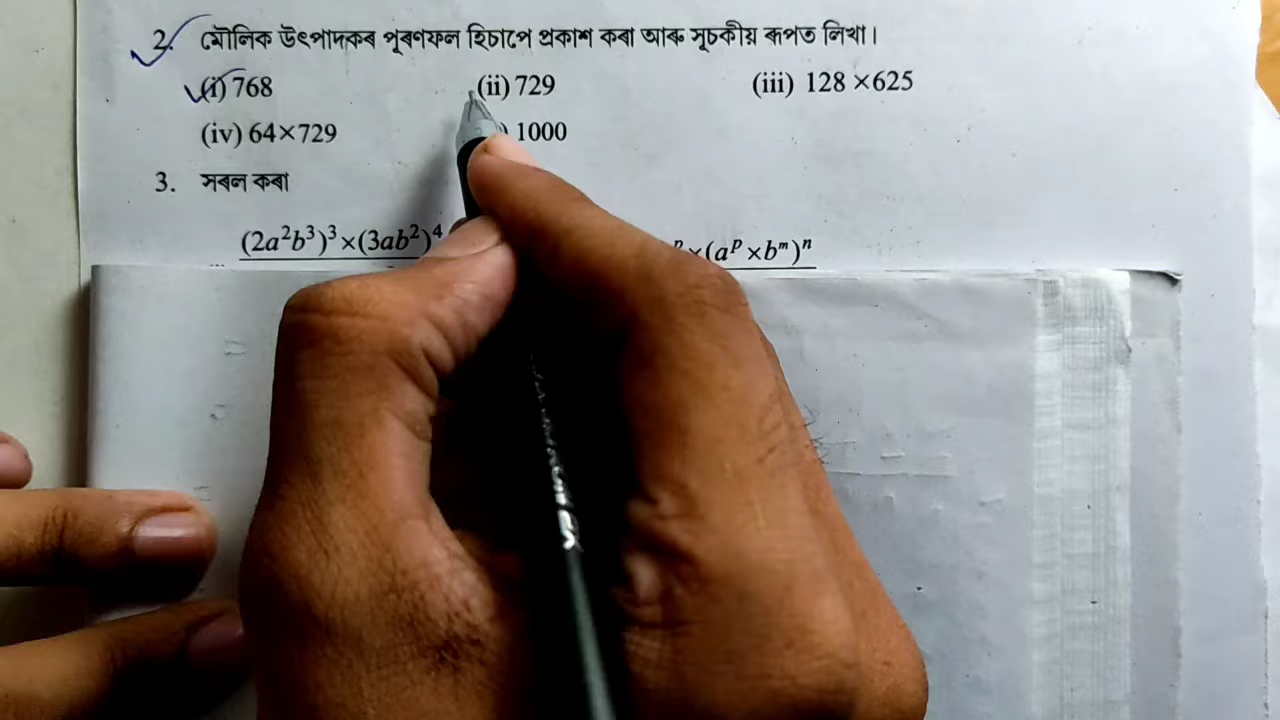 2. মৌলিক উৎপাদকৰ পূৰণফল হিচাপে প্ৰকাশ কৰা আৰু সূচকীয় ৰূপত লিখা।
(i) 768 (ii) 729 (iii) 128 ×625
(iv) 64×729 ) 1000
3. সৰল কৰা
(2a²b³)³×(3ab²)⁴ ×(aᵖ×bᵐ)ⁿ